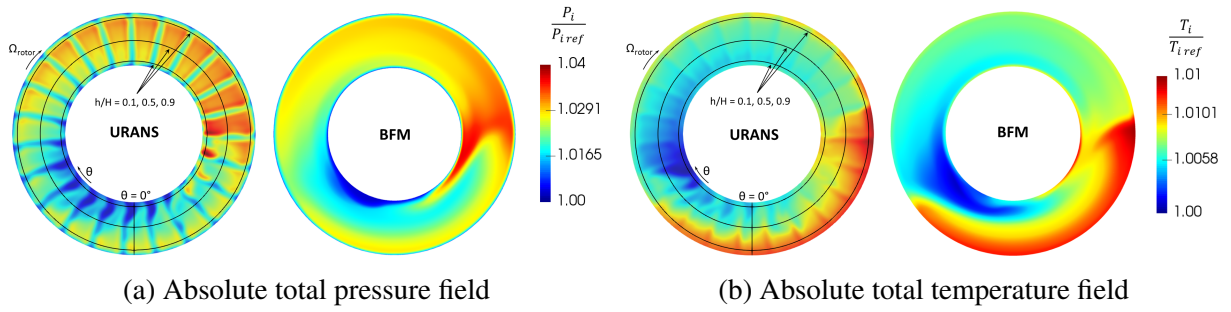 Ω_rotor
h/H = 0.1, 0.5, 0.9
URANS
θ
θ = 0°
BFM
P_i
P_{i ref}
1.04
1.0291
1.0165
1.00
(a) Absolute total pressure field
Ω_rotor
h/H = 0.1, 0.5, 0.9
URANS
θ
θ = 0°
BFM
T_i
T_{i ref}
1.01
1.0101
1.0058
1.00
(b) Absolute total temperature field